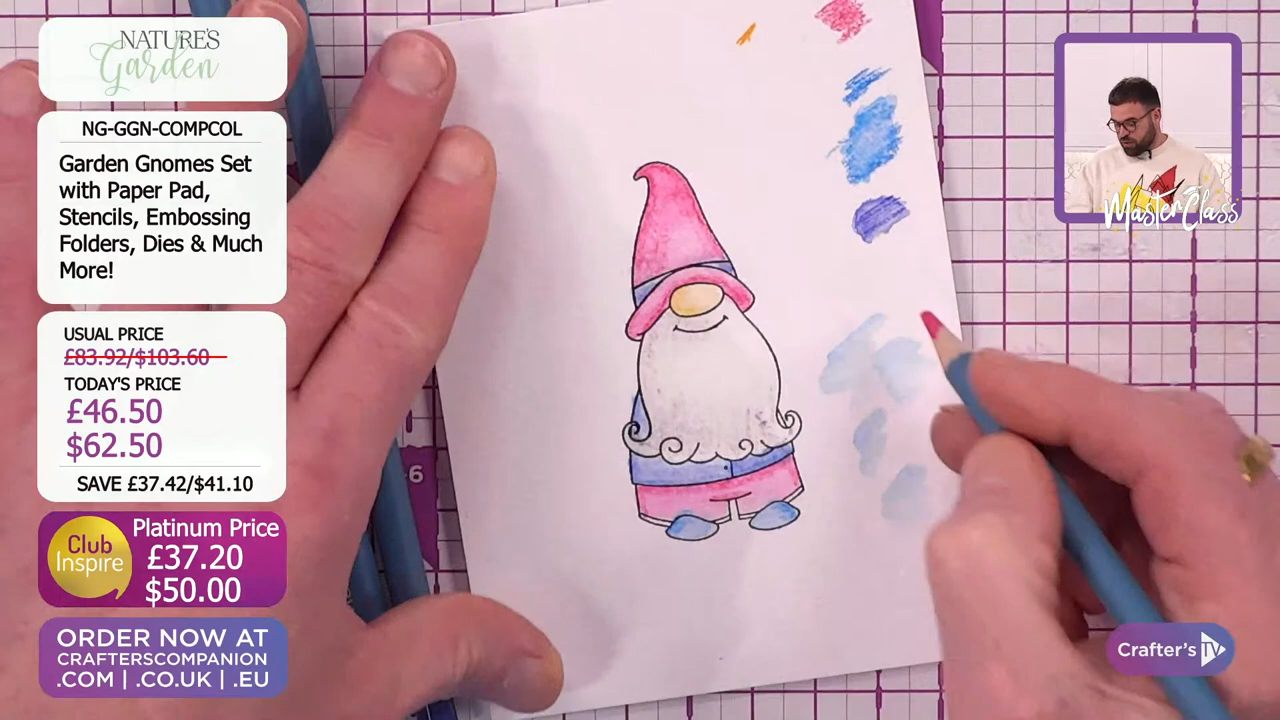 NATURE'S
Garden
NG-GGN-COMPCOL
Garden Gnomes Set
with Paper Pad,
Stencils, Embossing
Folders, Dies & Much
More!
USUAL PRICE
£83.92/$103.60
TODAY'S PRICE
£46.50
$62.50
SAVE £37.42/$41.10
Club
Inspire
Platinum Price
£37.20
$50.00
ORDER NOW AT
CRAFTERSCOMPANION
.COM | .CO.UK | .EU
6
MasterClass
Crafter's TV